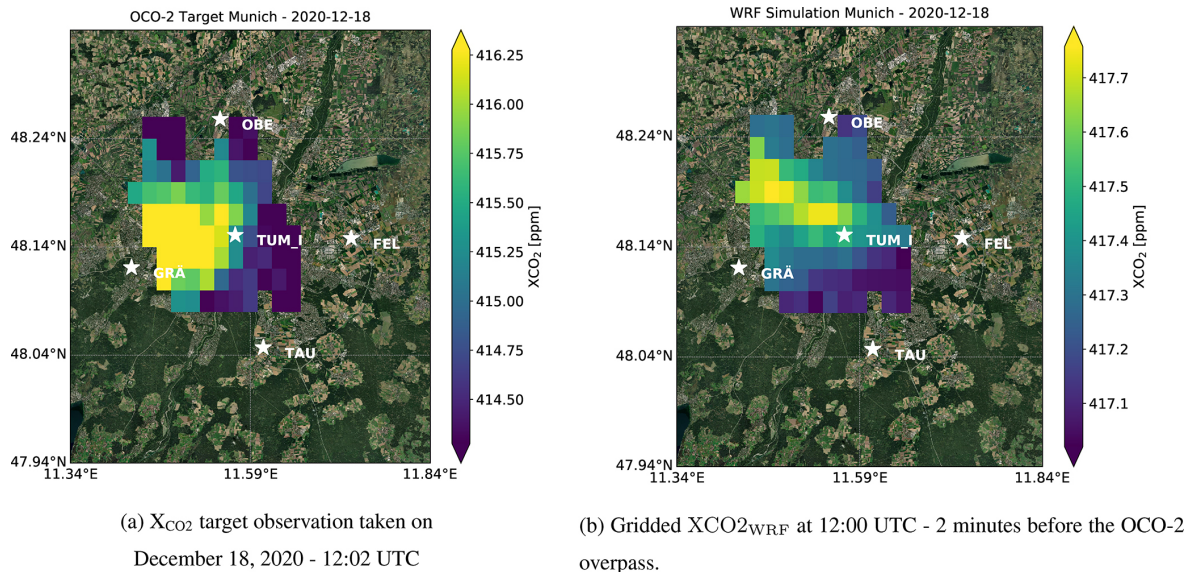 OCO-2 Target Munich - 2020-12-18
48.24°N
48.14°N
48.04°N
47.94°N
11.34°E
11.59°E
11.84°E
OBE
TUM_I
FEL
GRÄ
TAU
416.25
416.00
415.75
415.50
415.25
415.00
414.75
414.50
XCO₂ [ppm]
(a) X_CO2 target observation taken on
December 18, 2020 - 12:02 UTC
WRF Simulation Munich - 2020-12-18
48.24°N
48.14°N
48.04°N
47.94°N
11.34°E
11.59°E
11.84°E
OBE
TUM_I
FEL
GRÄ
TAU
417.7
417.6
417.5
417.4
417.3
417.2
417.1
XCO₂ [ppm]
(b) Gridded XCO2_WRF at 12:00 UTC - 2 minutes before the OCO-2
overpass.